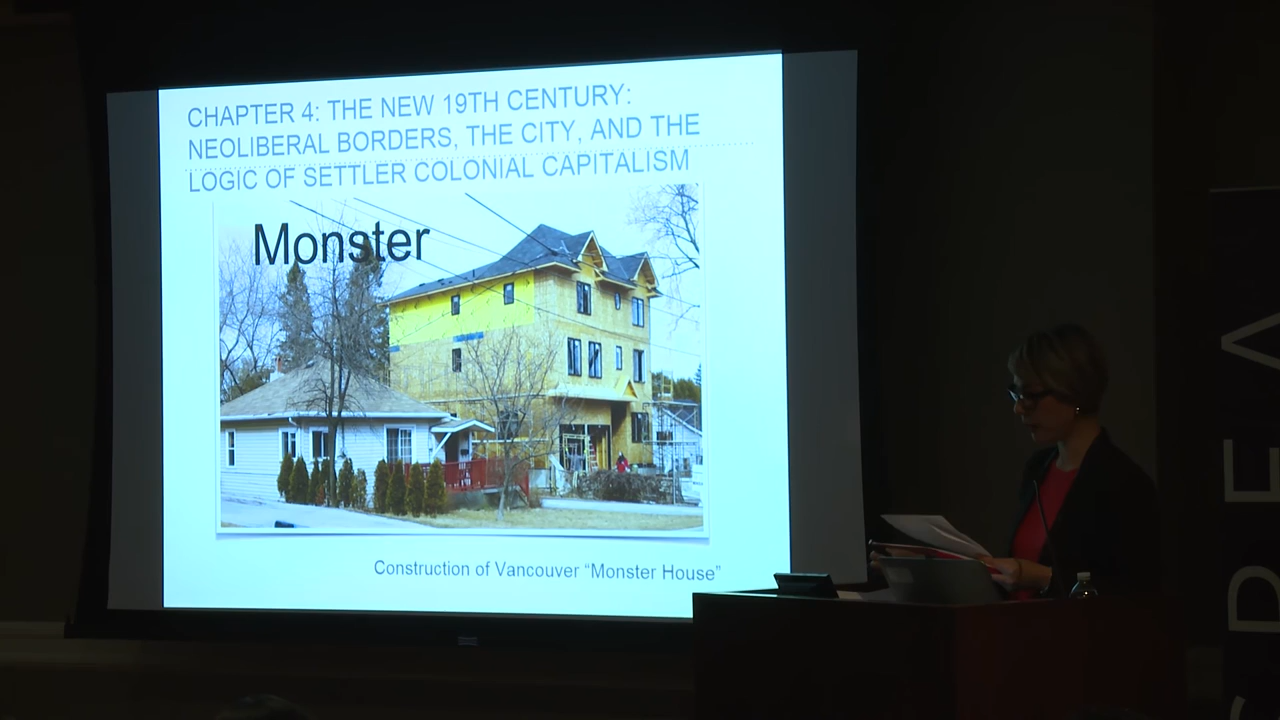 CHAPTER 4: THE NEW 19TH CENTURY:
NEOLIBERAL BORDERS, THE CITY, AND THE
LOGIC OF SETTLER COLONIAL CAPITALISM
Monster
Construction of Vancouver “Monster House”